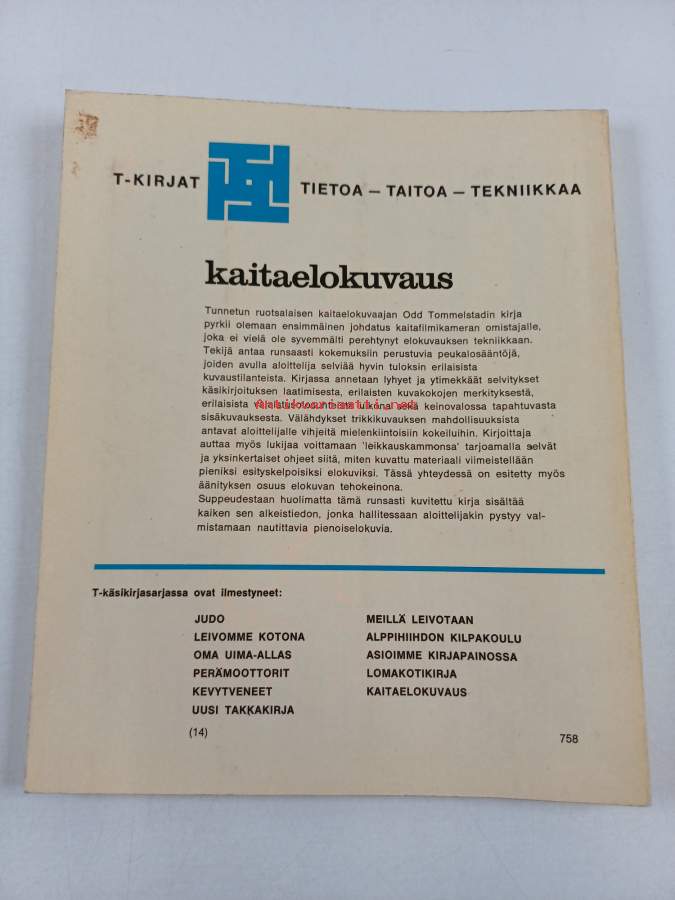 T-KIRJAT TIETOA – TAITOA – TEKNIIKKAA
kaitaelokuvaus
Tunnetun ruotsalaisen kaitaelokuvaajan Odd Tommelstadin kirja
pyrkii olemaan ensimmäinen johdatus kaitafilmikameran omistajalle,
joka ei vielä ole syvemmälti perehtynyt elokuvauksen tekniikkaan.
Tekijä antaa runsaasti kokemuksiin perustuvia peukalosääntöjä,
joiden avulla aloittelija selviää hyvin tuloksin erilaisista
kuvaustilanteista. Kirjassa annetaan lyhyet ja ytimekkäät selvitykset
käsikirjoituksen laatimisesta, erilaisten kuvakokojen merkityksestä,
erilaisista sekä keinovalossa tapahtuvasta
Antikvariaatti.net
sisäkuvauksesta. Välähdykset trikkikuvauksen mahdollisuuksista
antavat aloittelijalle vihjeitä mielenkiintoisiin kokeiluihin. Kirjoittaja
auttaa myös lukijaa voittamaan 'leikkauskammonsa' tarjoamalla selvät
ja yksinkertaiset ohjeet siitä, miten kuvattu materiaali viimeistellään
pieniksi esityskelpoisiksi elokuviksi. Tässä yhteydessä on esitetty myös
äänityksen osuus elokuvan tehokeinona.
Suppeudestaan huolimatta tämä runsasti kuvitettu kirja sisältää
kaiken sen alkeistiedon, jonka hallitessaan aloittelijakin pystyy val-
mistamaan nautittavia pienoiselokuvia.
T-käsikirjasarjassa ovat ilmestyneet:
JUDO
LEIVOMME KOTONA
OMA UIMA-ALLAS
PERÄMOOTTORIT
KEVYTVENEET
UUSI TAKKAKIRJA
MEILLÄ LEIVOTAAN
ALPPIHIIHDON KILPAKOULU
ASIOIMME KIRJAPAINOSSA
LOMAKOTIKIRJA
KAITAELOKUVAUS
(14)
758